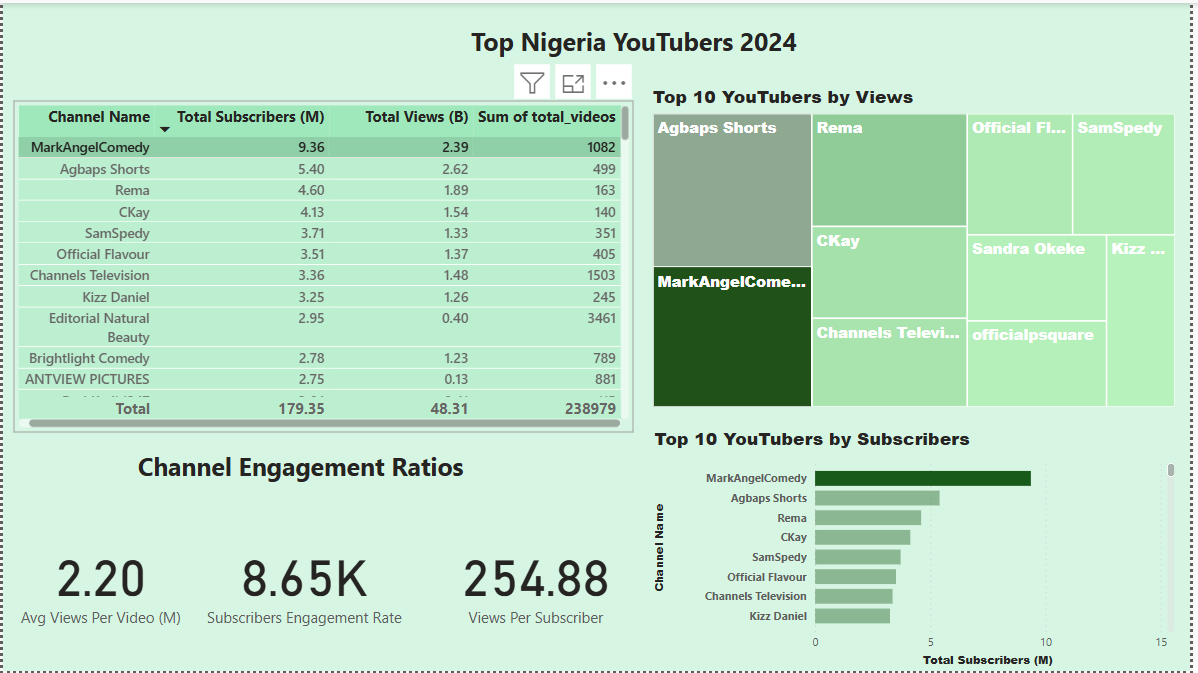 Top Nigeria YouTubers 2024
Channel Name Total Subscribers (M) Total Views (B) Sum of total_videos
MarkAngelComedy 9.36 2.39 1082
Agbaps Shorts 5.40 2.62 499
Rema 4.60 1.89 163
CKay 4.13 1.54 140
SamSpedy 3.71 1.33 351
Official Flavour 3.51 1.37 405
Channels Television 3.36 1.48 1503
Kizz Daniel 3.25 1.26 245
Editorial Natural 2.95 0.40 3461
Beauty
Brightlight Comedy 2.78 1.23 789
ANTVIEW PICTURES 2.75 0.13 881
Total 179.35 48.31 238979
Channel Engagement Ratios
2.20
Avg Views Per Video (M)
8.65K
Subscribers Engagement Rate
254.88
Views Per Subscriber
Top 10 YouTubers by Views
Agbaps Shorts
MarkAngelCome...
Rema
CKay
Channels Televi...
Official Fl...
SamSpedy
Sandra Okeke
Kizz ...
officialpsquare
Top 10 YouTubers by Subscribers
Channel Name
MarkAngelComedy
Agbaps Shorts
Rema
CKay
SamSpedy
Official Flavour
Channels Television
Kizz Daniel
0 5 10 15
Total Subscribers (M)